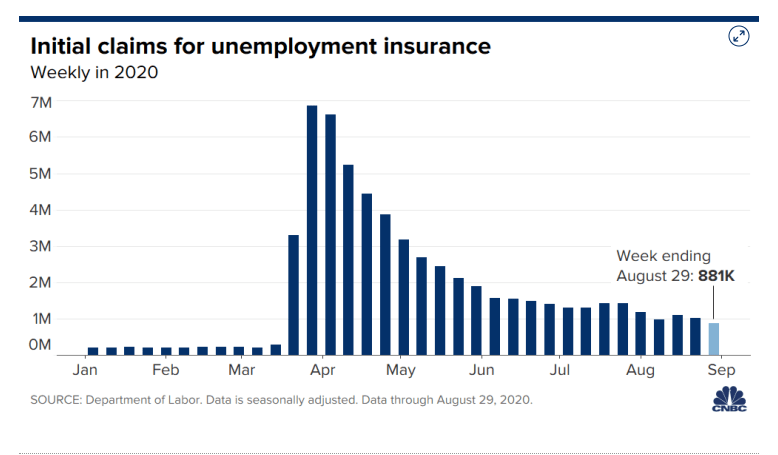 Initial claims for unemployment insurance
Weekly in 2020
7M
6M
5M
4M
3M
2M
1M
0M
Week ending
August 29: 881K
Jan Feb Mar Apr May Jun Jul Aug Sep
SOURCE: Department of Labor. Data is seasonally adjusted. Data through August 29, 2020.
CNBC